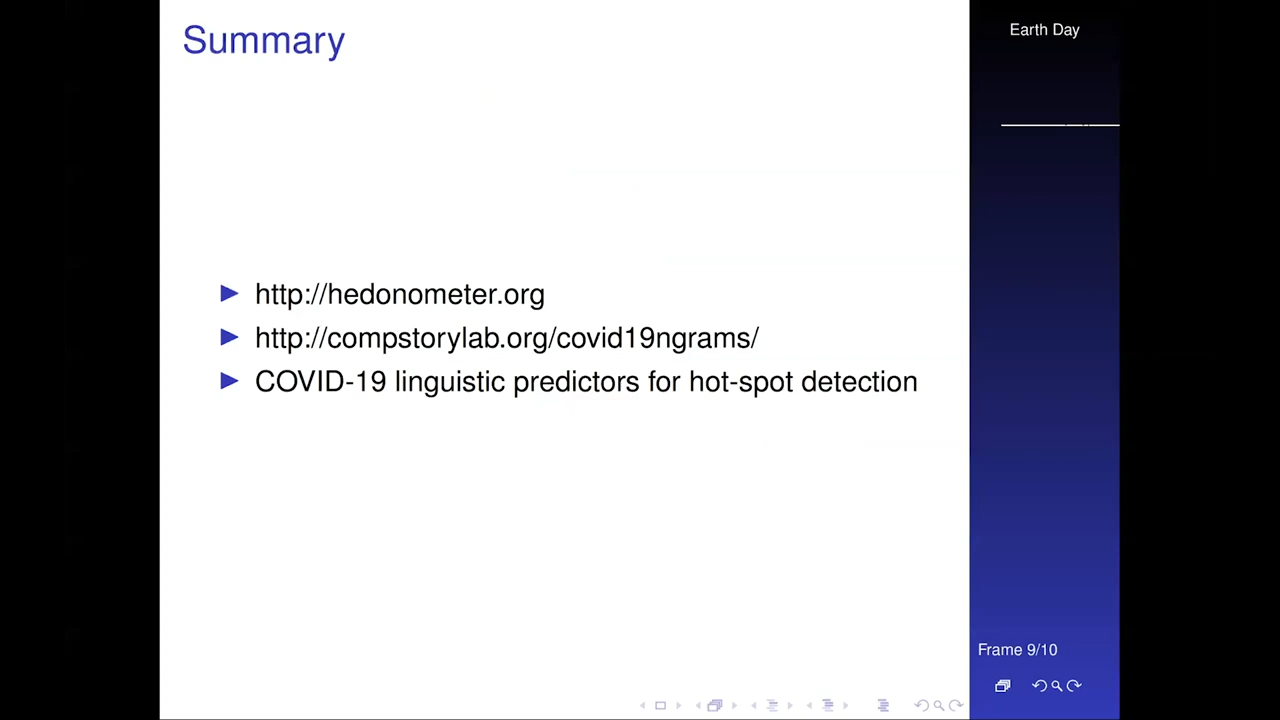 Summary
Earth Day
http://hedonometer.org
http://compstorylab.org/covid19ngrams/
COVID-19 linguistic predictors for hot-spot detection
Frame 9/10